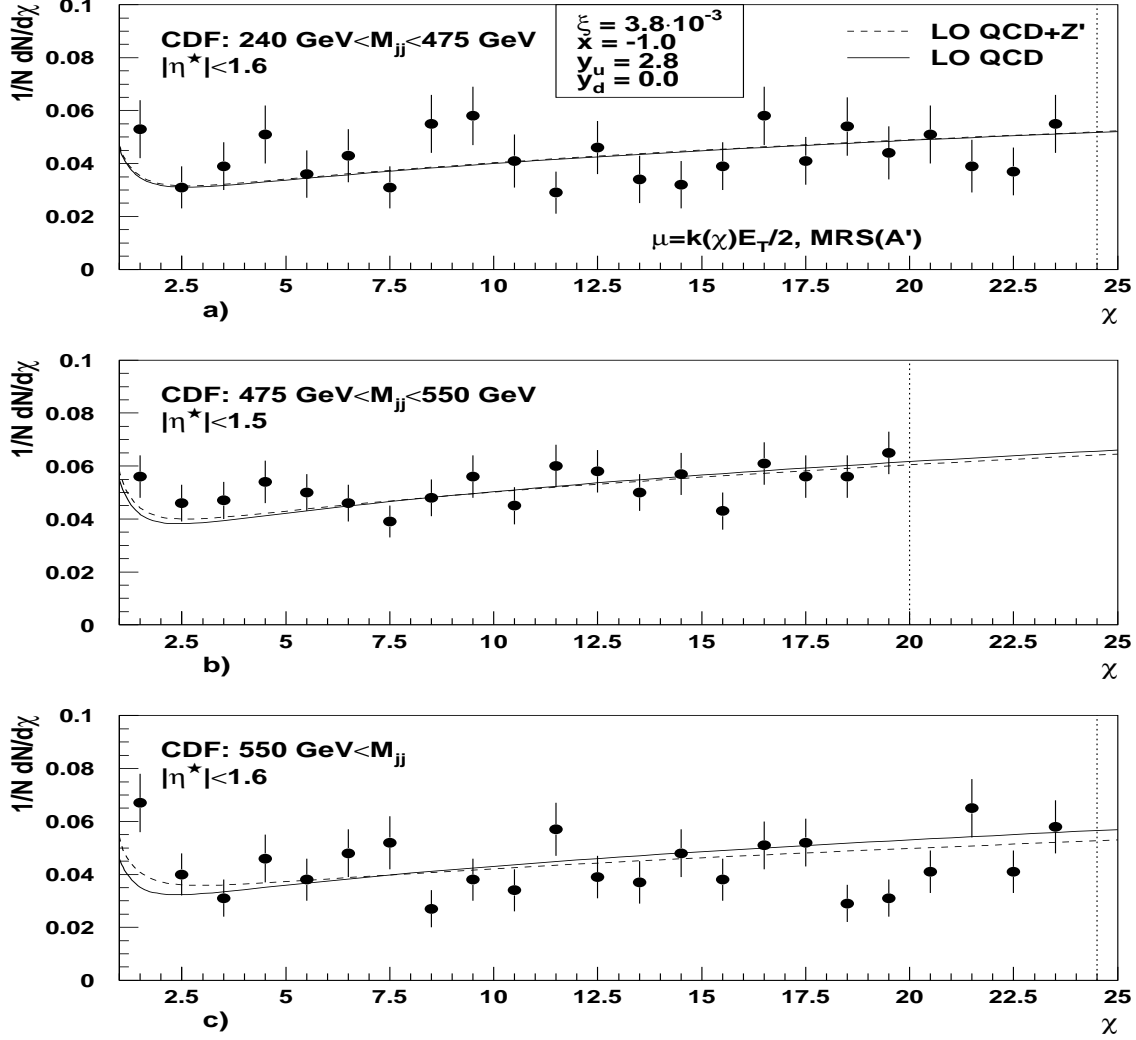 1/N dN/dχ
0.1
0.08
0.06
0.04
0.02
0
CDF: 240 GeV<M_jj<475 GeV
|η*|<1.6
ξ = 3.8·10⁻³
x = -1.0
y_u = 2.8
y_d = 0.0
LO QCD+Z'
LO QCD
μ=k(χ)E_T/2, MRS(A')
2.5 5 7.5 10 12.5 15 17.5 20 22.5 25
a)
χ
1/N dN/dχ
0.1
0.08
0.06
0.04
0.02
0
CDF: 475 GeV<M_jj<550 GeV
|η*|<1.5
2.5 5 7.5 10 12.5 15 17.5 20 22.5 25
b)
χ
1/N dN/dχ
0.1
0.08
0.06
0.04
0.02
0
CDF: 550 GeV<M_jj
|η*|<1.6
2.5 5 7.5 10 12.5 15 17.5 20 22.5 25
c)
χ